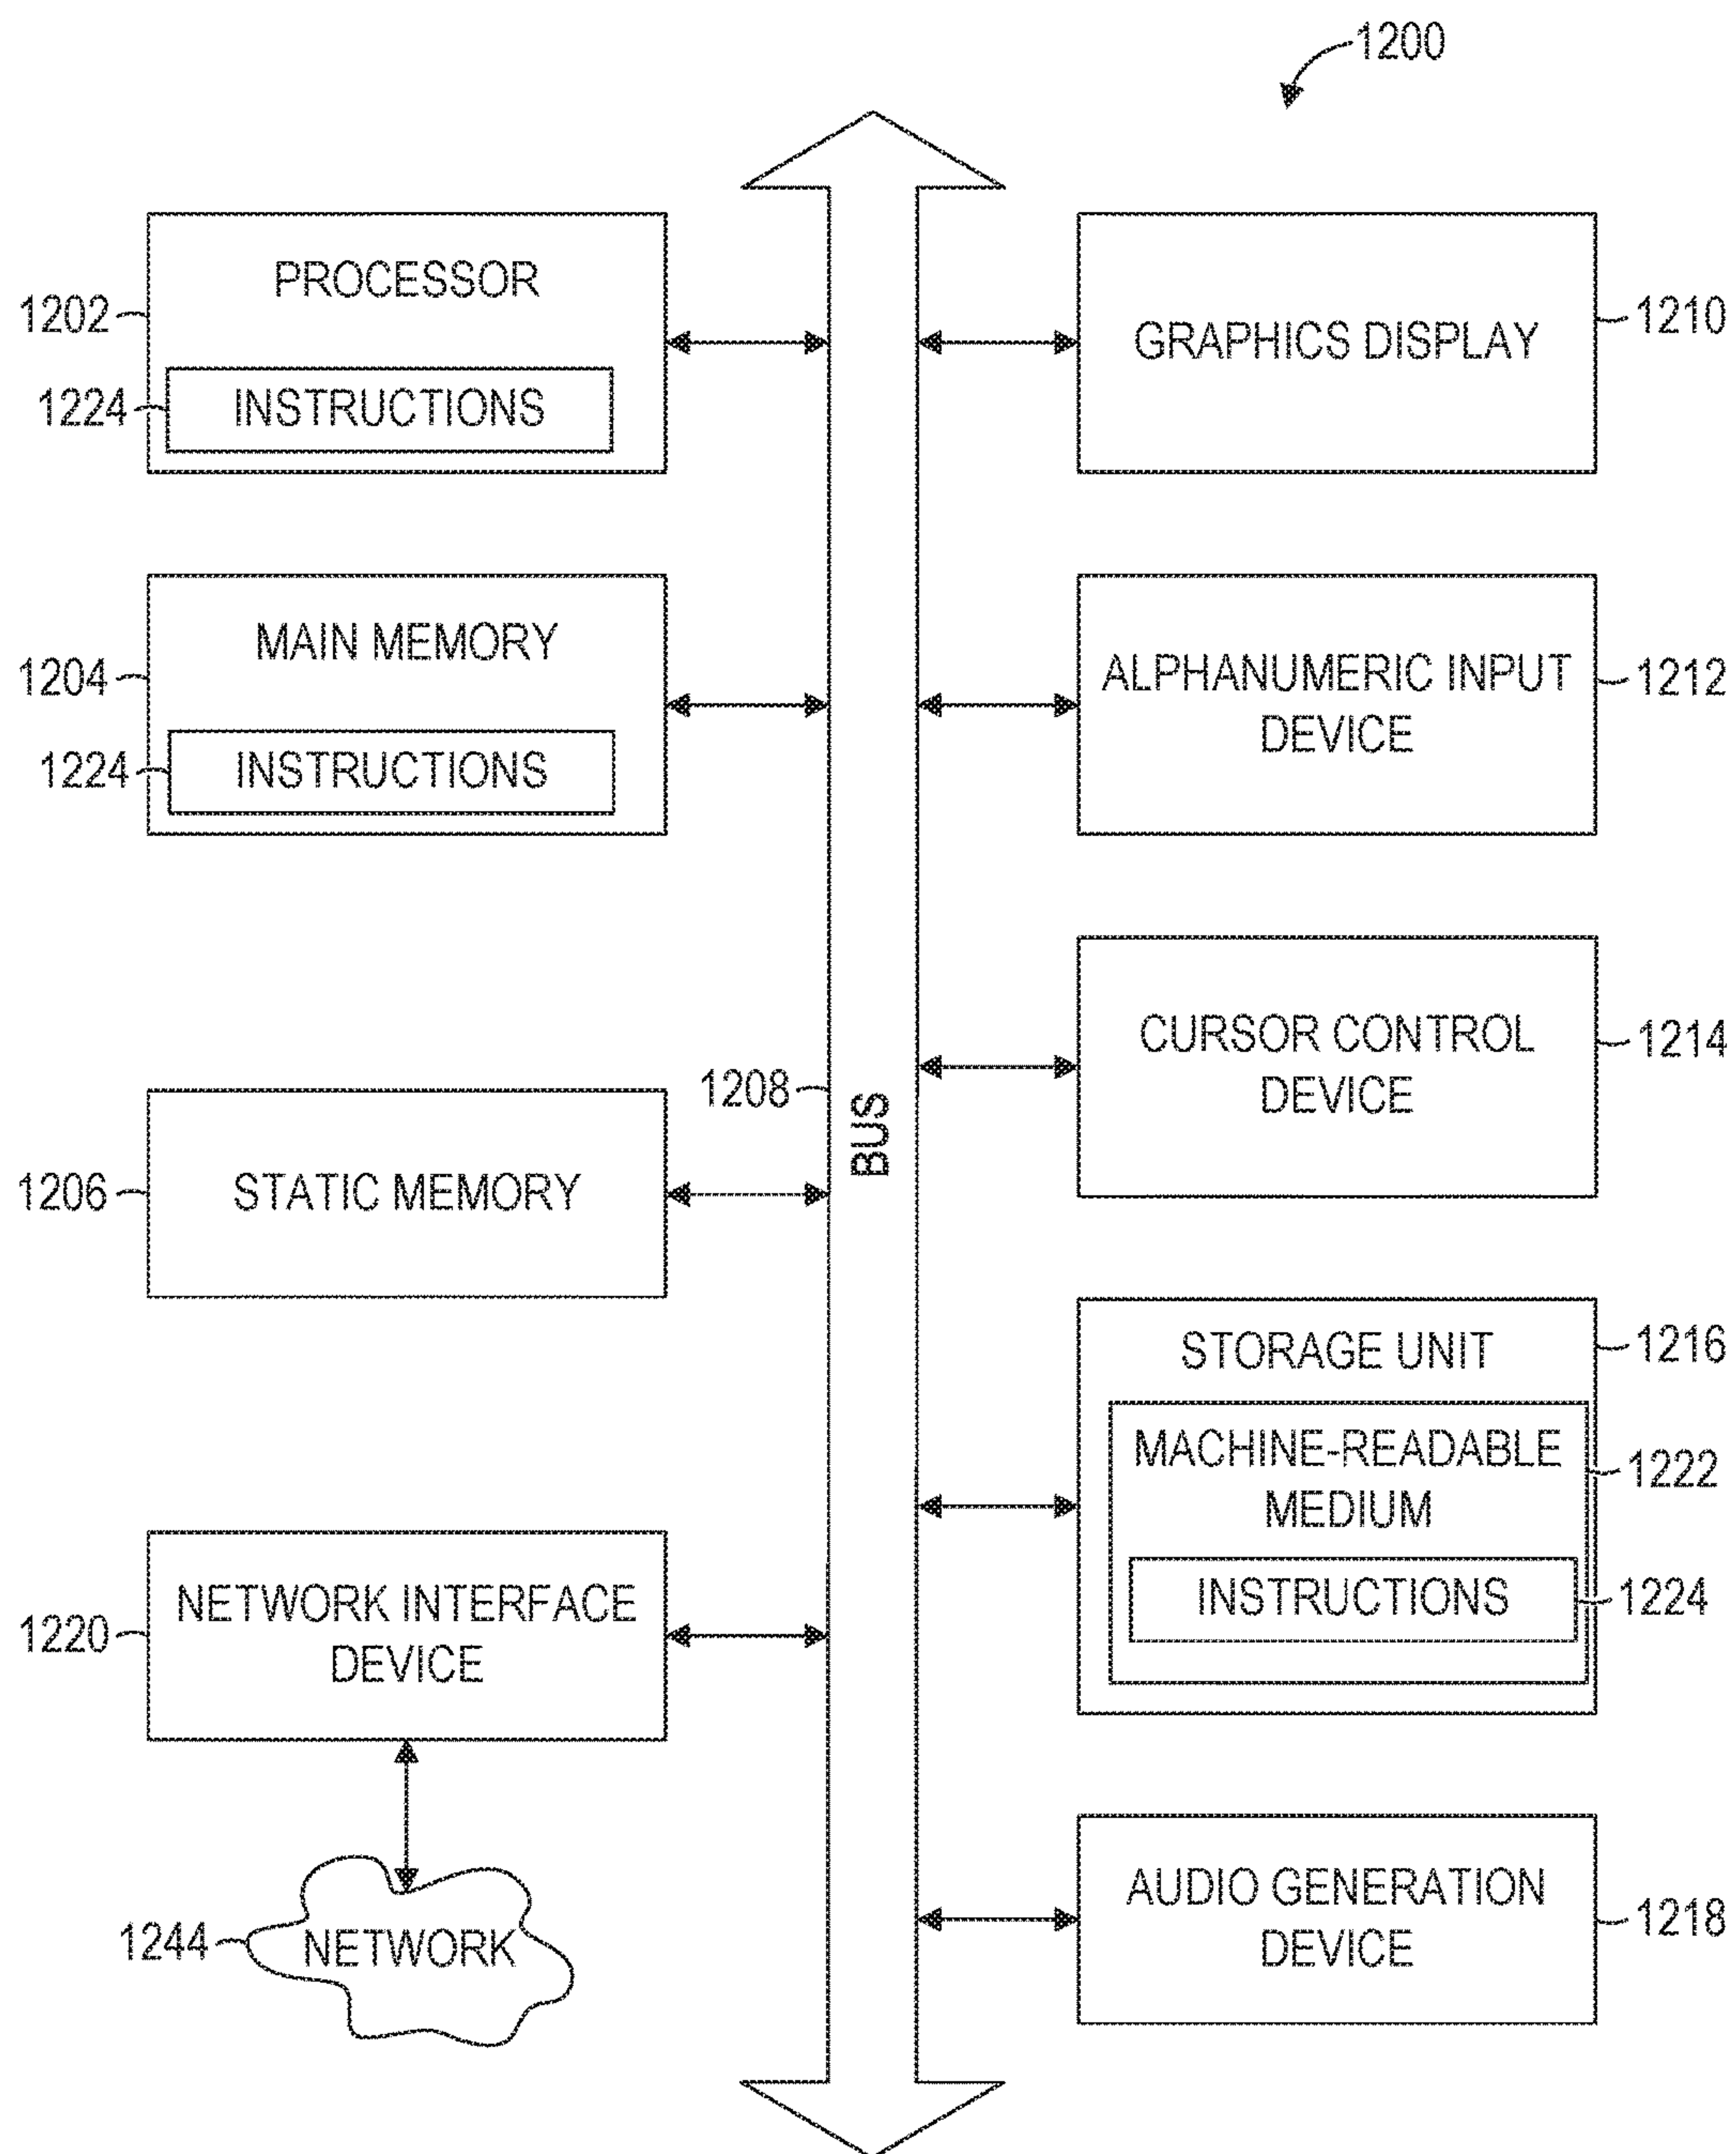 1200
PROCESSOR
1202
1224
INSTRUCTIONS
MAIN MEMORY
1204
1224
INSTRUCTIONS
1206
STATIC MEMORY
1220
NETWORK INTERFACE
DEVICE
1244
NETWORK
1208
BUS
GRAPHICS DISPLAY
1210
ALPHANUMERIC INPUT
DEVICE
1212
CURSOR CONTROL
DEVICE
1214
STORAGE UNIT
1216
MACHINE-READABLE
MEDIUM
1222
INSTRUCTIONS
1224
AUDIO GENERATION
DEVICE
1218